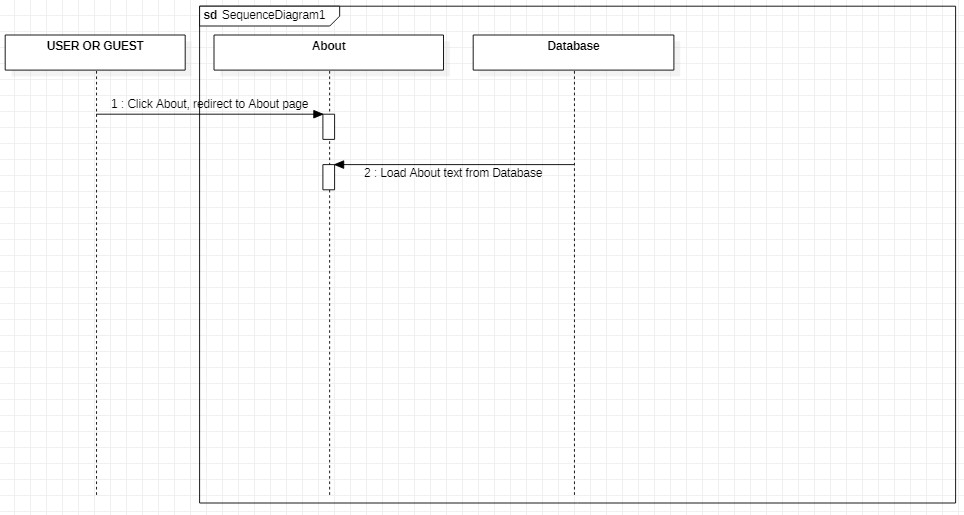 sd SequenceDiagram1
USER OR GUEST
About
Database
1 : Click About, redirect to About page
2 : Load About text from Database